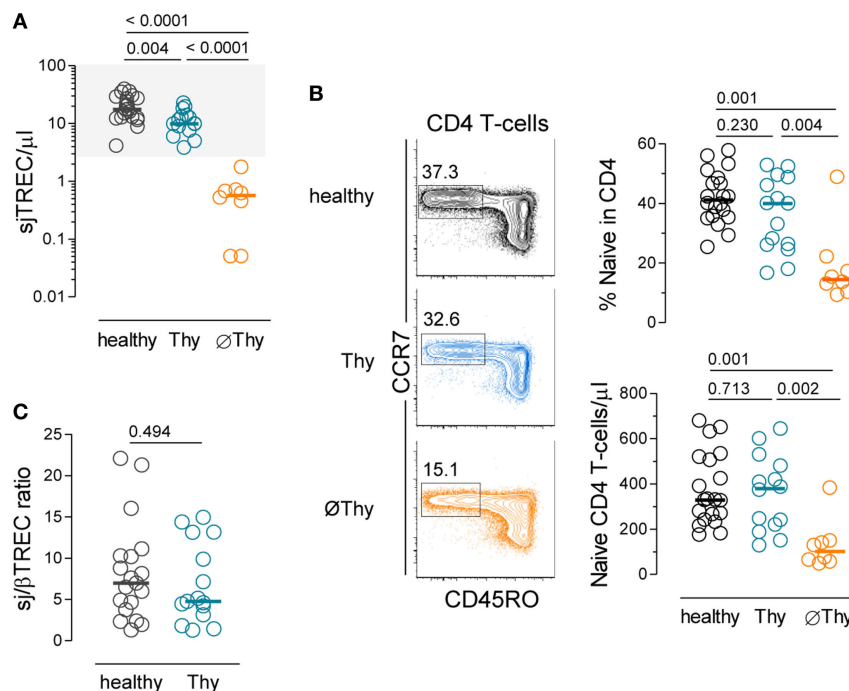 A
< 0.0001
0.004 < 0.0001
100
10
1
0.1
0.01
sjTREC/µl
healthy Thy ∅Thy
B
CD4 T-cells
healthy
37.3
Thy
32.6
∅Thy
15.1
CCR7
CD45RO
0.001
0.230 0.004
60
40
20
0
% Naive in CD4
0.001
0.713 0.002
800
600
400
200
0
Naive CD4 T-cells/µl
healthy Thy ∅Thy
C
0.494
25
20
15
10
5
0
sj/βTREC ratio
healthy Thy